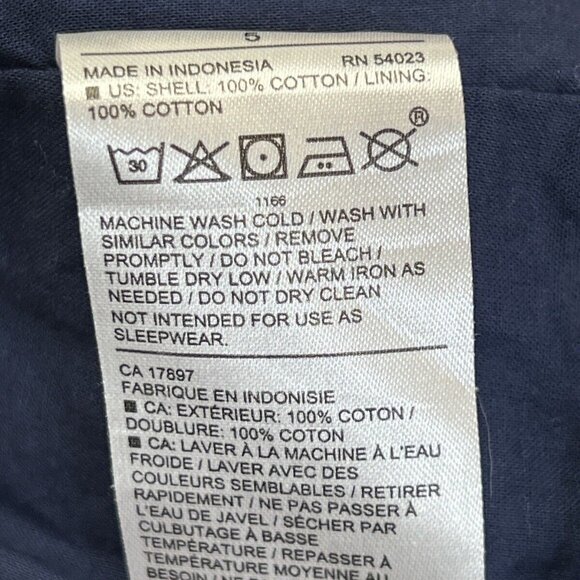 5
MADE IN INDONESIA RN 54023
US: SHELL: 100% COTTON / LINING:
100% COTTON
30
®
1166
MACHINE WASH COLD / WASH WITH
SIMILAR COLORS / REMOVE
PROMPTLY / DO NOT BLEACH /
TUMBLE DRY LOW / WARM IRON AS
NEEDED / DO NOT DRY CLEAN
NOT INTENDED FOR USE AS
SLEEPWEAR.
CA 17897
FABRIQUE EN INDONISIE
CA: EXTÉRIEUR: 100% COTON /
DOUBLURE: 100% COTON
CA: LAVER À LA MACHINE À L'EAU
FROIDE / LAVER AVEC DES
COULEURS SEMBLABLES / RETIRER
RAPIDEMENT / NE PAS PASSER À
L'EAU DE JAVEL / SÉCHER PAR
CULBUTAGE À BASSE
TEMPÉRATURE / REPASSER À
TEMPÉRATURE MOYENNE AU
BESOIN / NE